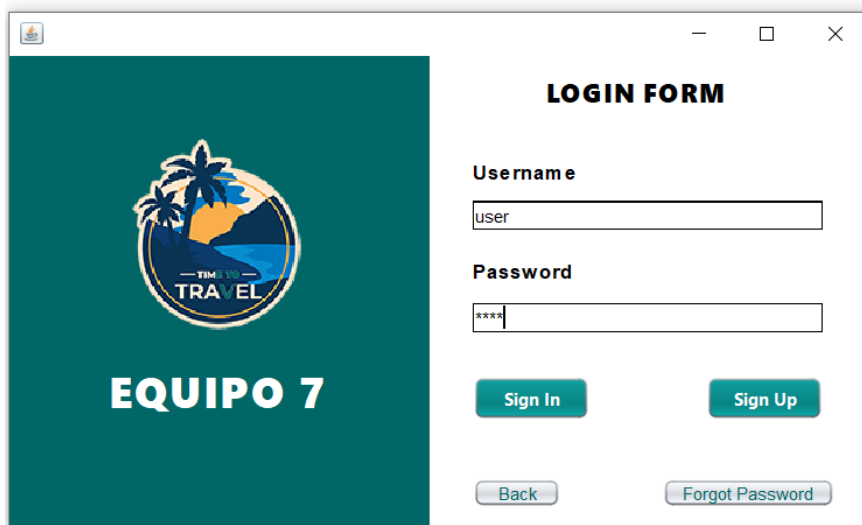 TIME TO
TRAVEL
EQUIPO 7
LOGIN FORM
Username
user
Password
****
Sign In
Sign Up
Back
Forgot Password